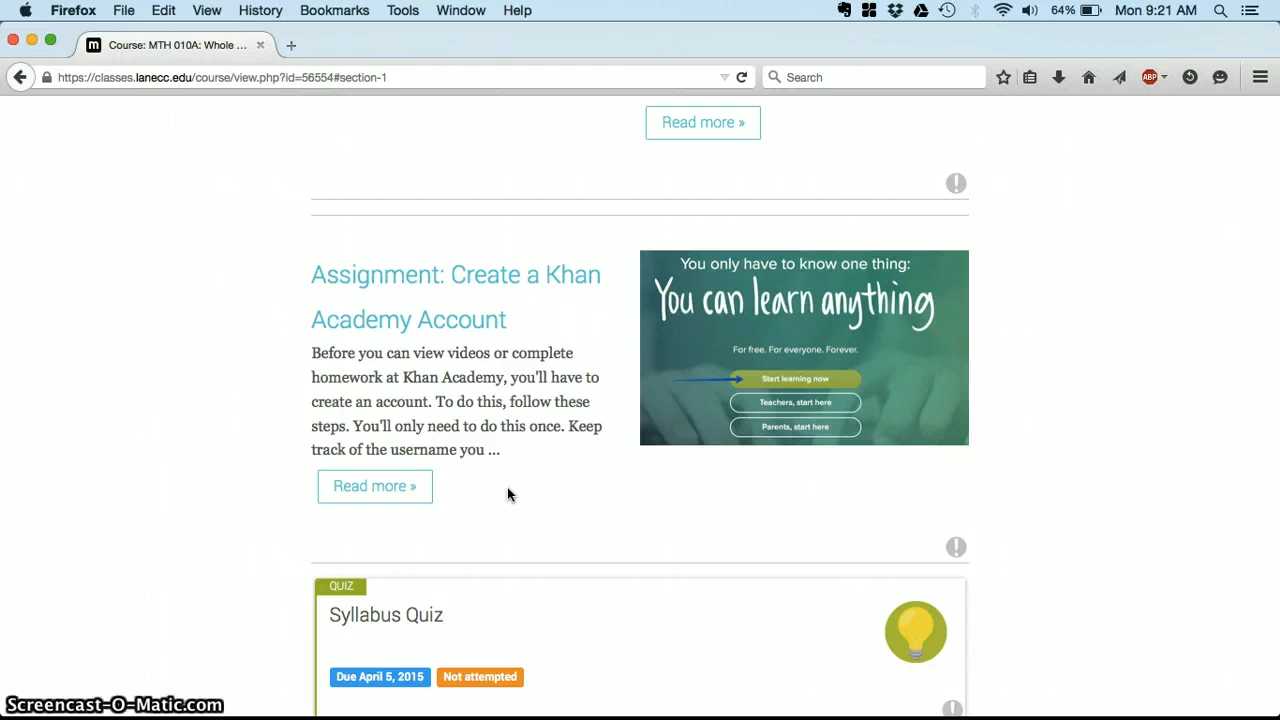 Firefox File Edit View History Bookmarks Tools Window Help 64% Mon 9:21 AM
m Course: MTH 010A: Whole ...
https://classes.lanecc.edu/course/view.php?id=56554#section-1 Search ABP
Read more »
Assignment: Create a Khan
Academy Account
Before you can view videos or complete
homework at Khan Academy, you'll have to
create an account. To do this, follow these
steps. You'll only need to do this once. Keep
track of the username you ...
Read more »
You only have to know one thing:
You can learn anything
For free. For everyone. Forever.
Start learning now
Teachers, start here
Parents, start here
QUIZ
Syllabus Quiz
Due April 5, 2015 Not attempted
Screencast-O-Matic.com